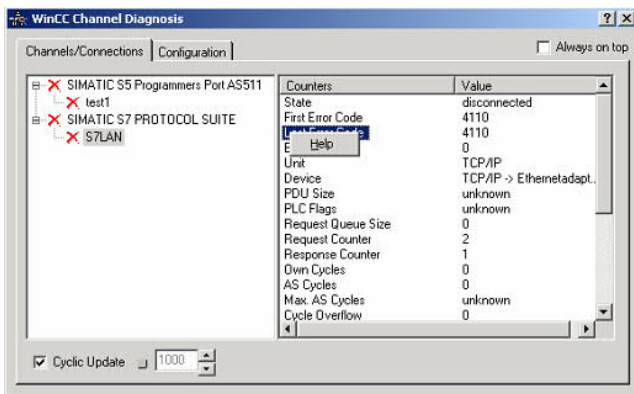 WinCC Channel Diagnosis
Channels/Connections Configuration Always on top
SIMATIC S5 Programmers Port AS511
test1
SIMATIC S7 PROTOCOL SUITE
S7LAN
Counters Value
State disconnected
First Error Code 4110
Last Error Code 4110
Help
E 0
Unit TCP/IP
Device TCP/IP -> Ethernetadapt..
PDU Size unknown
PLC Flags unknown
Request Queue Size 0
Request Counter 2
Response Counter 1
Own Cycles 0
AS Cycles 0
Max. AS Cycles unknown
Cycle Overflow 0
Cyclic Update 1000